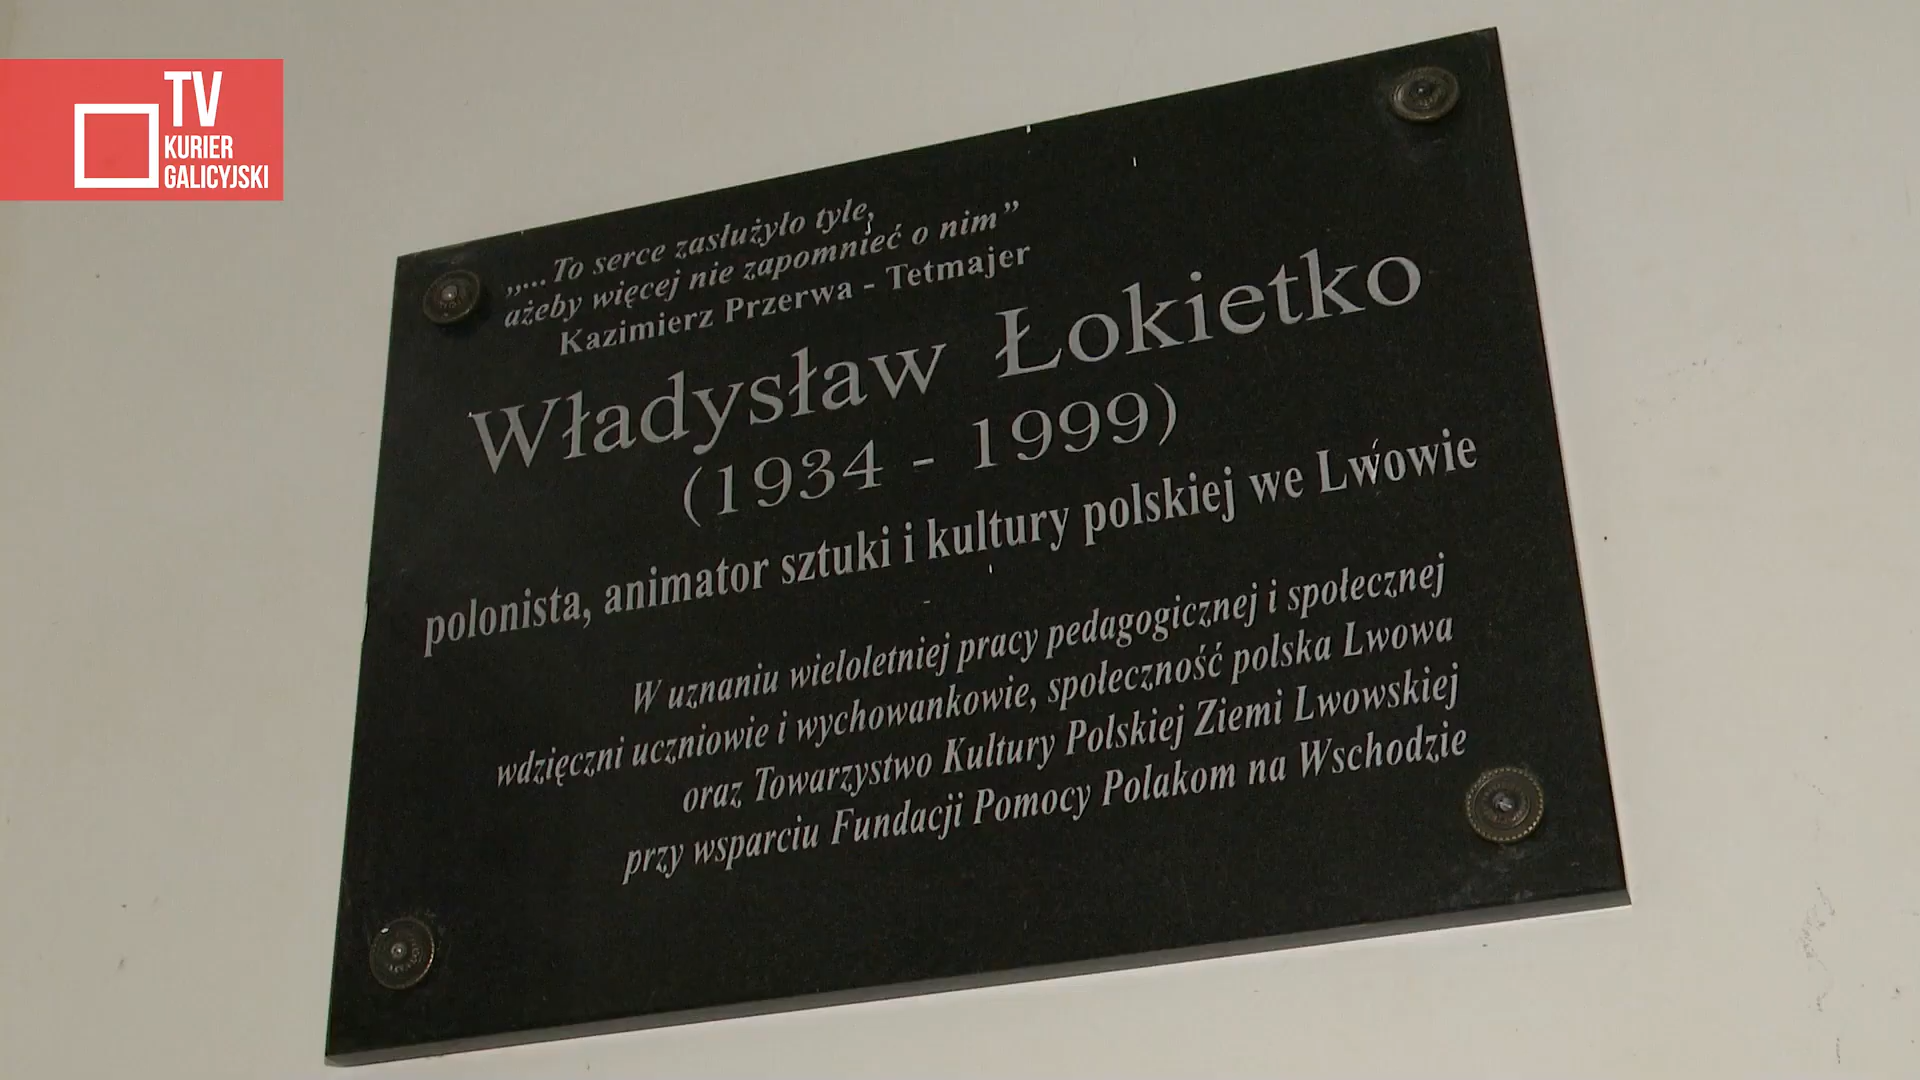 TV
KURIER
GALICYJSKI
„...To serce zasłużyło tyle,
ażeby więcej nie zapomnieć o nim”
Kazimierz Przerwa - Tetmajer
Władysław Łokietko
(1934 - 1999)
polonista, animator sztuki i kultury polskiej we Lwowie
W uznaniu wieloletniej pracy pedagogicznej i społecznej
wdzięczni uczniowie i wychowankowie, społeczność polska Lwowa
oraz Towarzystwo Kultury Polskiej Ziemi Lwowskiej
przy wsparciu Fundacji Pomocy Polakom na Wschodzie